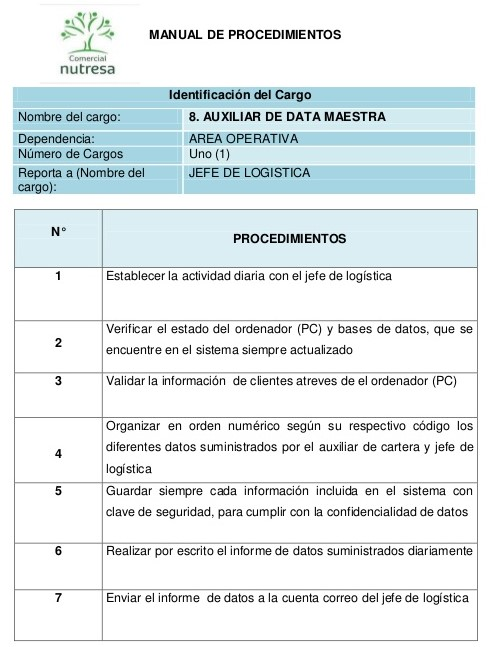 Comercial
nutresa
MANUAL DE PROCEDIMIENTOS
Identificación del Cargo
Nombre del cargo: 8. AUXILIAR DE DATA MAESTRA
Dependencia: AREA OPERATIVA
Número de Cargos Uno (1)
Reporta a (Nombre del JEFE DE LOGISTICA
cargo):
N° PROCEDIMIENTOS
1 Establecer la actividad diaria con el jefe de logística
2 Verificar el estado del ordenador (PC) y bases de datos, que se
encuentre en el sistema siempre actualizado
3 Validar la información de clientes atreves de el ordenador (PC)
4 Organizar en orden numérico según su respectivo código los
diferentes datos suministrados por el auxiliar de cartera y jefe de
logística
5 Guardar siempre cada información incluida en el sistema con
clave de seguridad, para cumplir con la confidencialidad de datos
6 Realizar por escrito el informe de datos suministrados diariamente
7 Enviar el informe de datos a la cuenta correo del jefe de logística